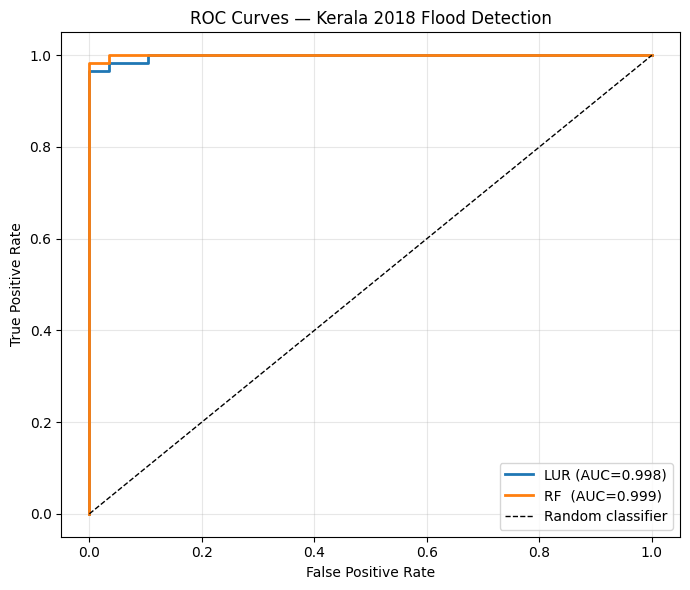 ROC Curves — Kerala 2018 Flood Detection
True Positive Rate
1.0
0.8
0.6
0.4
0.2
0.0
0.0 0.2 0.4 0.6 0.8 1.0
False Positive Rate
LUR (AUC=0.998)
RF (AUC=0.999)
Random classifier